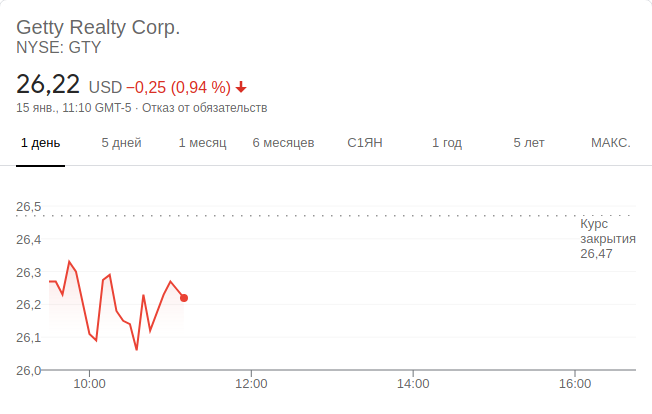 Getty Realty Corp.
NYSE: GTY
26,22 USD −0,25 (0,94 %)
15 янв., 11:10 GMT-5 · Отказ от обязательств
1 день 5 дней 1 месяц 6 месяцев С1ЯН 1 год 5 лет МАКС.
26,5
Курс
закрытия
26,47
26,4
26,3
26,2
26,1
26,0
10:00 12:00 14:00 16:00